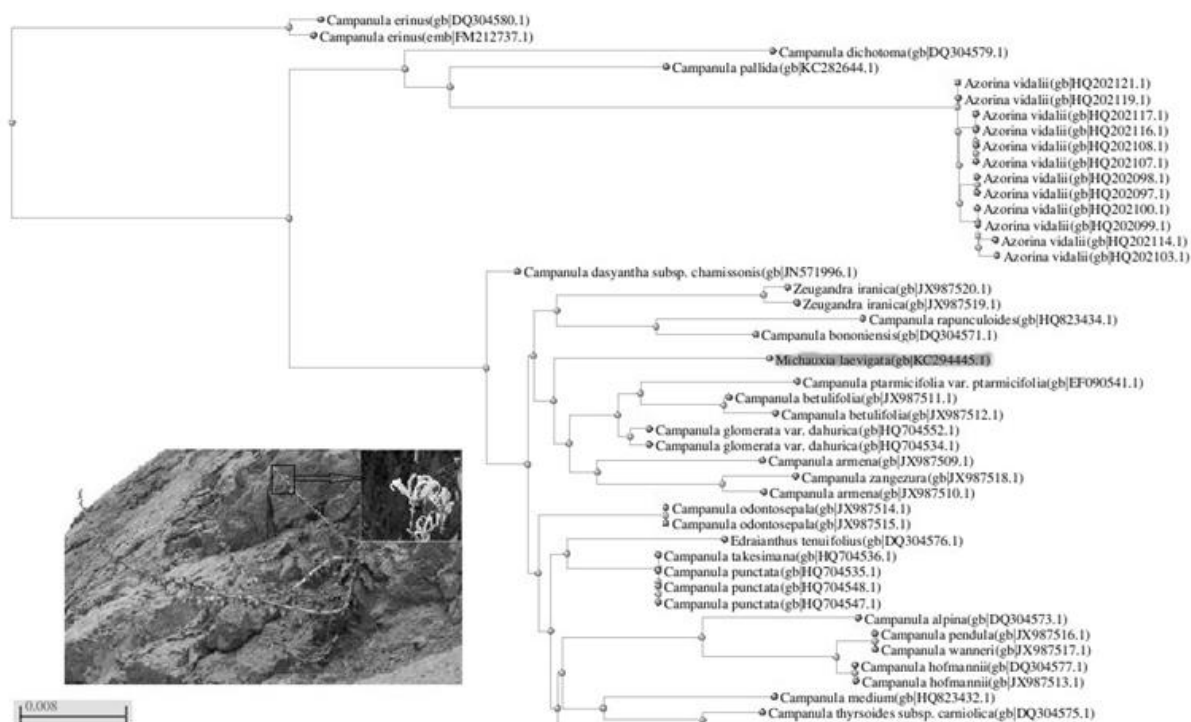 Campanula erinus(gb|DQ304580.1)
Campanula erinus(emb|FM212737.1)
Campanula dichotoma(gb|DQ304579.1)
Campanula pallida(gb|KC282644.1)
Azorina vidalii(gb|HQ202121.1)
Azorina vidalii(gb|HQ202119.1)
Azorina vidalii(gb|HQ202117.1)
Azorina vidalii(gb|HQ202116.1)
Azorina vidalii(gb|HQ202108.1)
Azorina vidalii(gb|HQ202107.1)
Azorina vidalii(gb|HQ202098.1)
Azorina vidalii(gb|HQ202097.1)
Azorina vidalii(gb|HQ202100.1)
Azorina vidalii(gb|HQ202099.1)
Azorina vidalii(gb|HQ202114.1)
Azorina vidalii(gb|HQ202103.1)
Campanula dasyantha subsp. chamissonis(gb|JN571996.1)
Zeugandra iranica(gb|JX987520.1)
Zeugandra iranica(gb|JX987519.1)
Campanula rapunculoides(gb|HQ823434.1)
Campanula bononiensis(gb|DQ304571.1)
Michauxia laevigata(gb|KC294445.1)
Campanula ptarmicifolia var. ptarmicifolia(gb|EF090541.1)
Campanula betulifolia(gb|JX987511.1)
Campanula betulifolia(gb|JX987512.1)
Campanula glomerata var. dahurica(gb|HQ704552.1)
Campanula glomerata var. dahurica(gb|HQ704534.1)
Campanula armena(gb|JX987509.1)
Campanula zangezura(gb|JX987518.1)
Campanula armena(gb|JX987510.1)
Campanula odontosepala(gb|JX987514.1)
Campanula odontosepala(gb|JX987515.1)
Edraianthus tenuifolius(gb|DQ304576.1)
Campanula takesimana(gb|HQ704536.1)
Campanula punctata(gb|HQ704535.1)
Campanula punctata(gb|HQ704548.1)
Campanula punctata(gb|HQ704547.1)
Campanula alpina(gb|DQ304573.1)
Campanula pendula(gb|JX987516.1)
Campanula wanneri(gb|JX987517.1)
Campanula hofmannii(gb|DQ304577.1)
Campanula hofmannii(gb|JX987513.1)
Campanula medium(gb|HQ823432.1)
Campanula thyrsoides subsp. carniolica(gb|DQ304575.1)
0.008